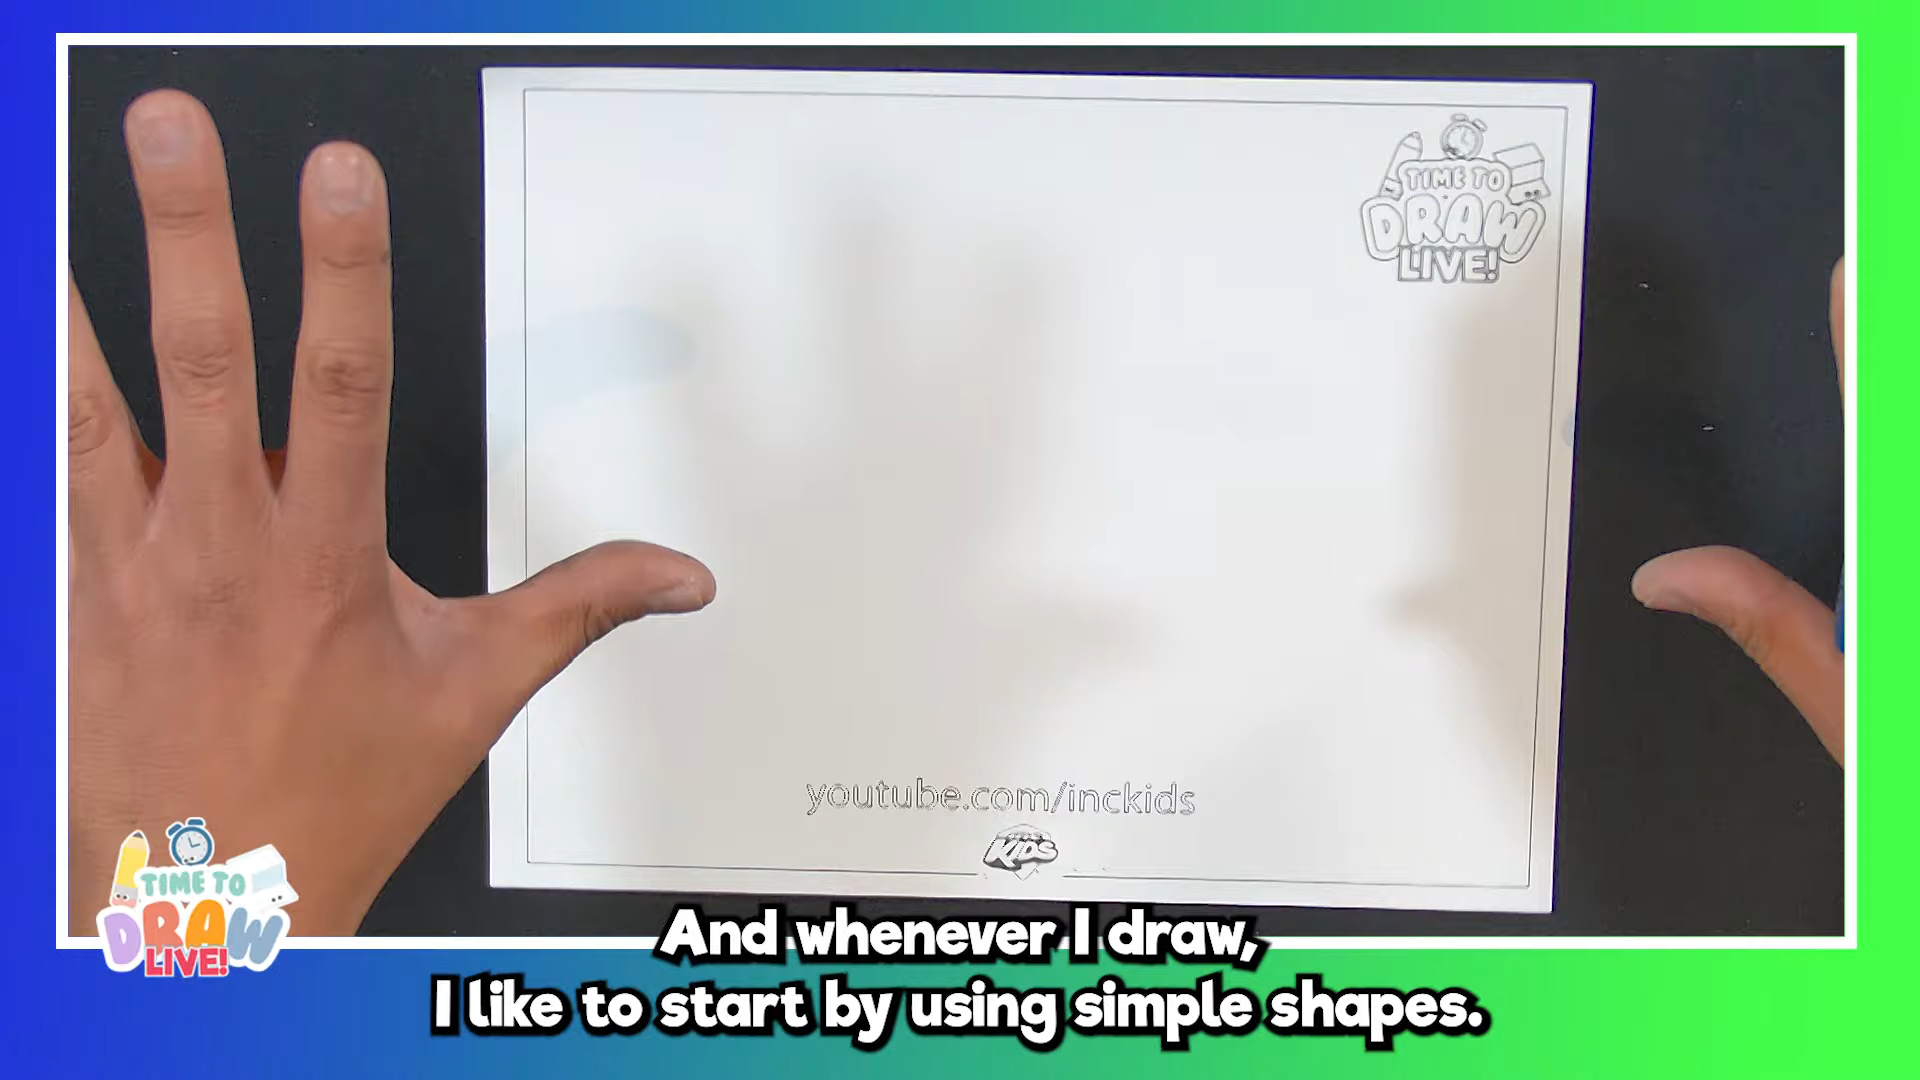 TIME TO
DRAW
LIVE!
youtube.com/inckids
KIDS
TIME TO
DRAW
LIVE!
And whenever I draw,
I like to start by using simple shapes.